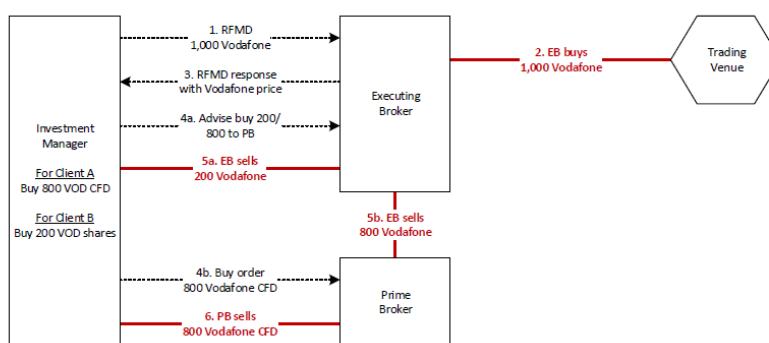 1. RFMD
1,000 Vodafone
2. EB buys
1,000 Vodafone
Trading
Venue
3. RFMD response
with Vodafone price
Executing
Broker
4a. Advise buy 200/
800 to PB
Investment
Manager
For Client A
Buy 800 VOD CFD
For Client B
Buy 200 VOD shares
5a. EB sells
200 Vodafone
5b. EB sells
800 Vodafone
4b. Buy order
800 Vodafone CFD
Prime
Broker
6. PB sells
800 Vodafone CFD